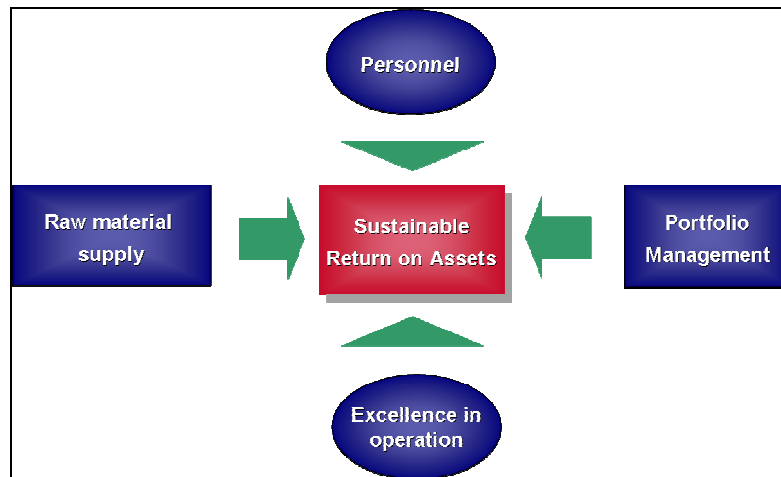 Personnel
Raw material
supply
Sustainable
Return on Assets
Portfolio
Management
Excellence in
operation